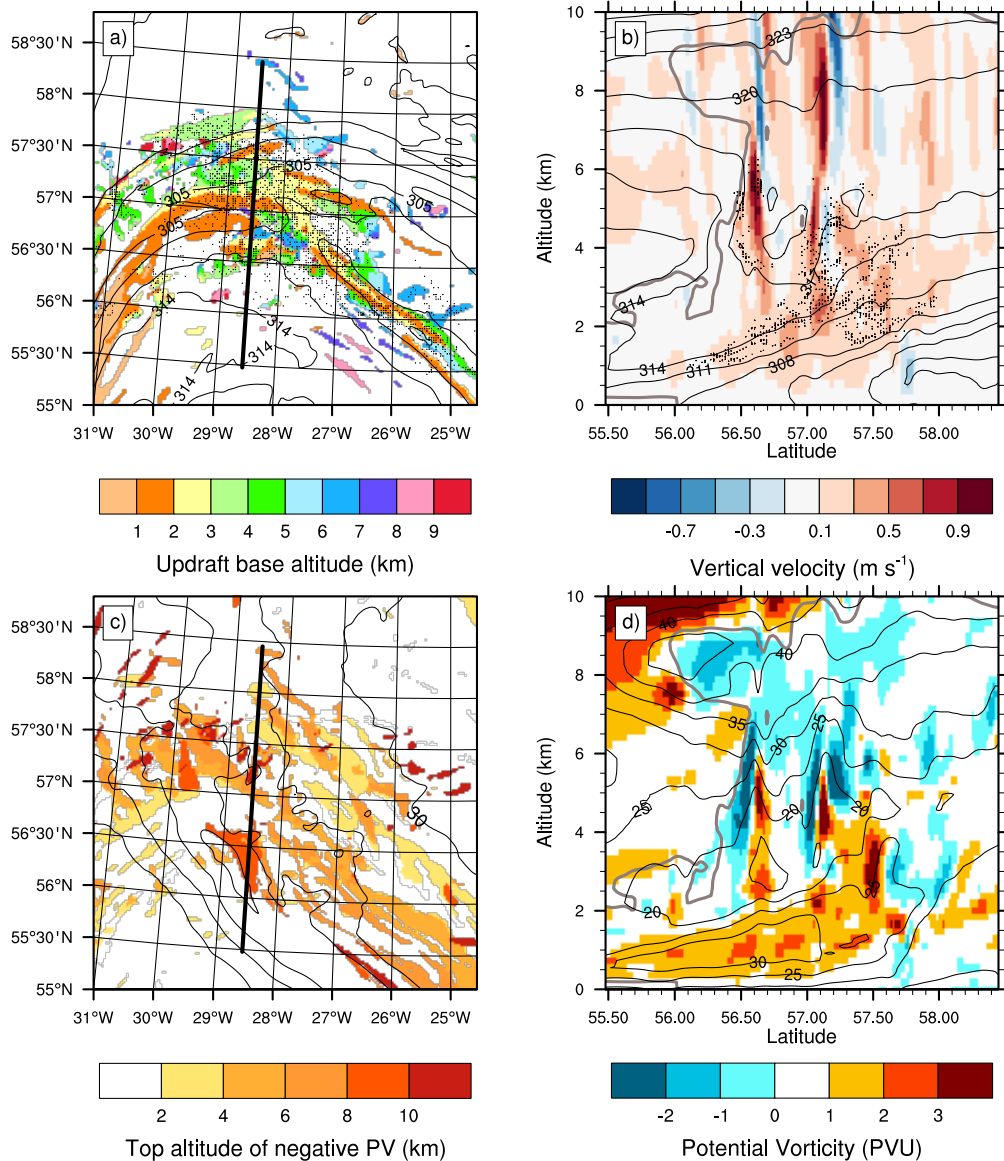 a)
58°30'N
58°N
57°30'N
57°N
56°30'N
56°N
55°30'N
55°N
31°W 30°W 29°W 28°W 27°W 26°W 25°W
305
305
305
305
314
314
314
314
1 2 3 4 5 6 7 8 9
Updraft base altitude (km)
b)
10
8
6
4
2
0
Altitude (km)
323
320
317
314
314
311
308
55.50 56.00 56.50 57.00 57.50 58.00
Latitude
-0.7 -0.3 0.1 0.5 0.9
Vertical velocity (m s⁻¹)
c)
58°30'N
58°N
57°30'N
57°N
56°30'N
56°N
55°30'N
55°N
31°W 30°W 29°W 28°W 27°W 26°W 25°W
30
2 4 6 8 10
Top altitude of negative PV (km)
d)
10
8
6
4
2
0
Altitude (km)
40
40
35
30
25
25
20
20
20
25
30
25
55.50 56.00 56.50 57.00 57.50 58.00
Latitude
-2 -1 0 1 2 3
Potential Vorticity (PVU)